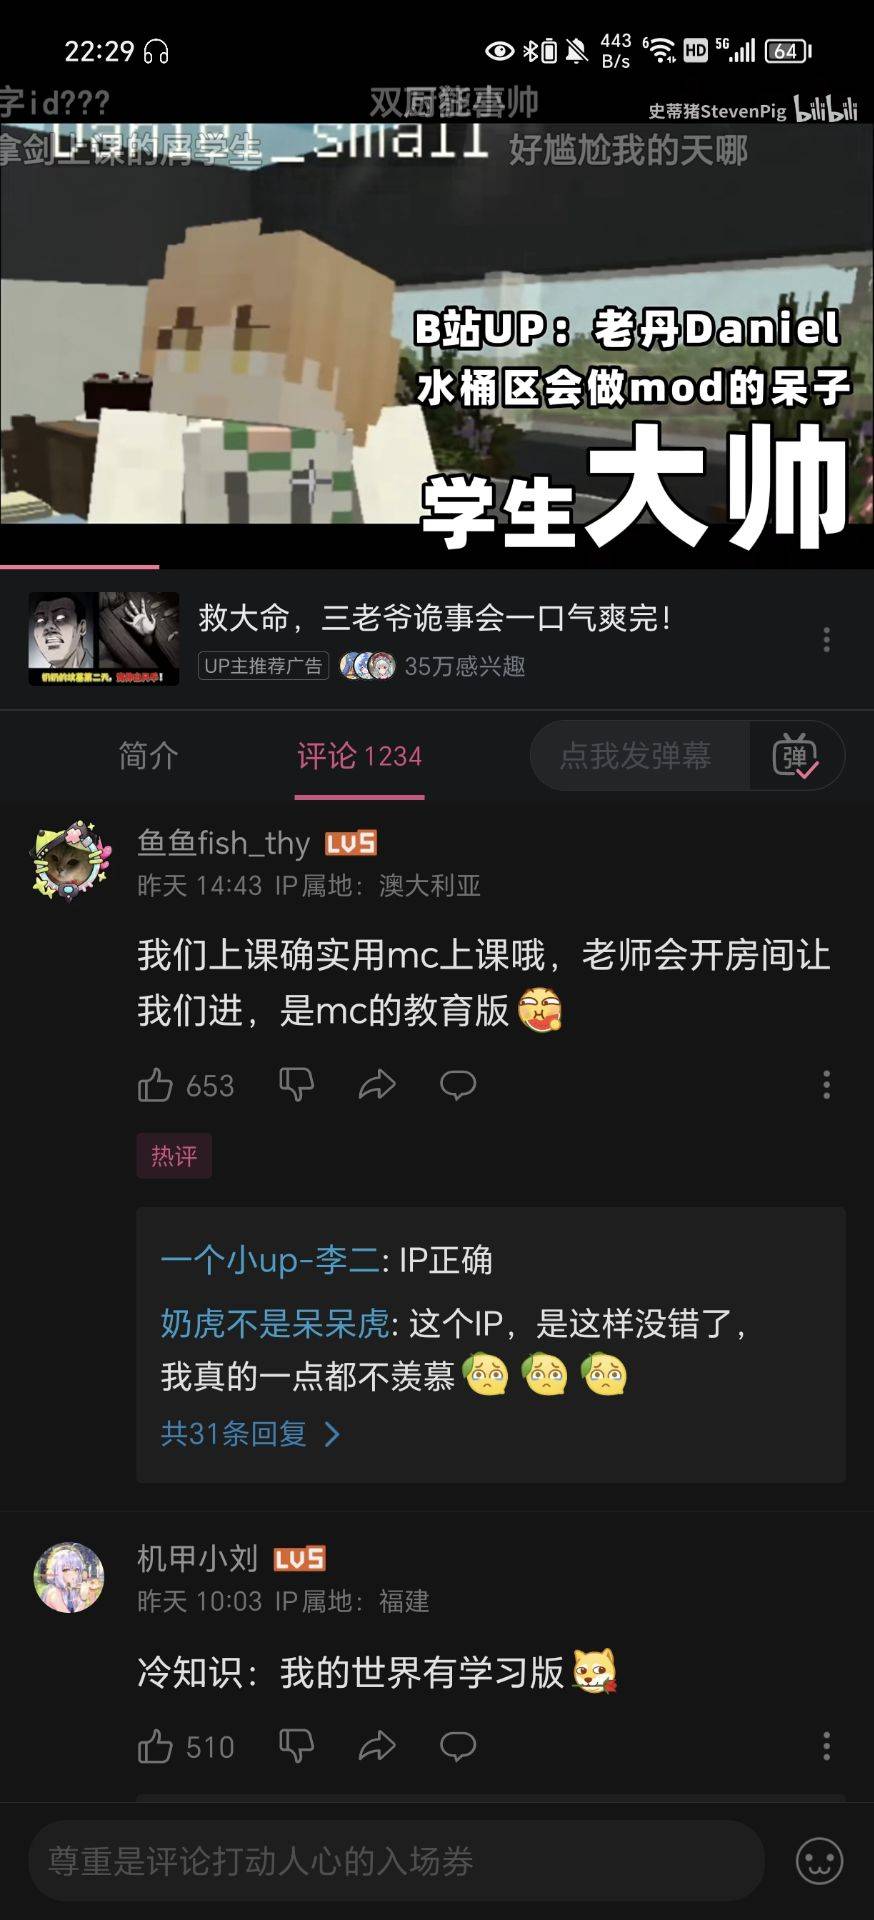 22:29
443 B/s
6
HD
5G
64
字id???
双厨狂喜
史蒂猪StevenPig bilibili
Daniel_small
拿剑上课的屑学生
好尴尬我的天哪
B站UP：老丹Daniel
水桶区会做mod的呆子
学生大帅
救大命，三老爷诡事会一口气爽完！
UP主推荐广告
35万感兴趣
简介
评论 1234
点我发弹幕
弹
鱼鱼fish_thy LV5
昨天 14:43 IP属地：澳大利亚
我们上课确实用mc上课哦，老师会开房间让
我们进，是mc的教育版
653
热评
一个小up-李二: IP正确
奶虎不是呆呆虎: 这个IP，是这样没错了，
我真的一点都不羡慕
共31条回复
机甲小刘 LV5
昨天 10:03 IP属地：福建
冷知识：我的世界有学习版
510
尊重是评论打动人心的入场券